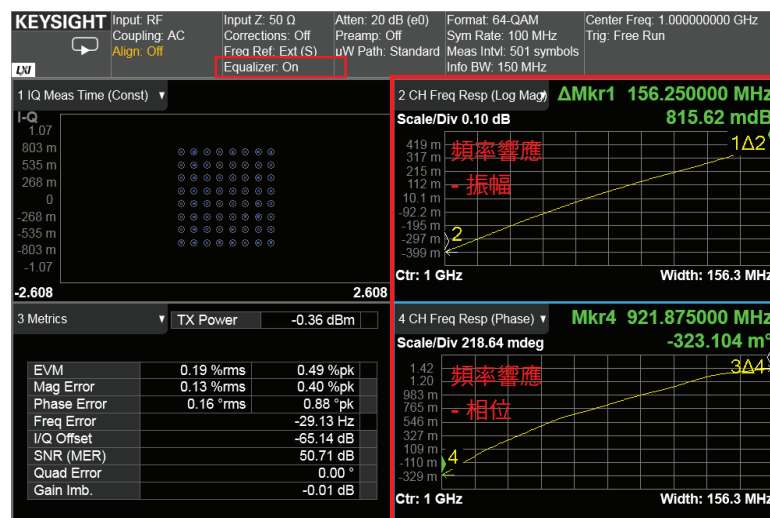 KEYSIGHT
LXI
Input: RF
Coupling: AC
Align: Off
Input Z: 50 Ω
Corrections: Off
Freq Ref: Ext (S)
Equalizer: On
Atten: 20 dB (e0)
Preamp: Off
µW Path: Standard
Format: 64-QAM
Sym Rate: 100 MHz
Meas Intvl: 501 symbols
Info BW: 150 MHz
Center Freq: 1.000000000 GHz
Trig: Free Run
1 IQ Meas Time (Const)
I-Q
1.07
803 m
535 m
268 m
0
-268 m
-535 m
-803 m
-1.07
-2.608 2.608
2 CH Freq Resp (Log Mag)
ΔMkr1 156.250000 MHz
Scale/Div 0.10 dB
815.62 mdB
419 m
317 m
215 m
112 m
10.1 m
-92.2 m
-195 m
-297 m
-399 m
頻率響應
- 振幅
1Δ2
2
Ctr: 1 GHz Width: 156.3 MHz
3 Metrics
TX Power -0.36 dBm
EVM 0.19 %rms 0.49 %pk
Mag Error 0.13 %rms 0.40 %pk
Phase Error 0.16 °rms 0.88 °pk
Freq Error -29.13 Hz
I/Q Offset -65.14 dB
SNR (MER) 50.71 dB
Quad Error 0.00 °
Gain Imb. -0.01 dB
4 CH Freq Resp (Phase)
Mkr4 921.875000 MHz
Scale/Div 218.64 mdeg
-323.104 m°
1.42
1.20
983 m
765 m
546 m
327 m
109 m
-110 m
-329 m
頻率響應
- 相位
3Δ4
4
Ctr: 1 GHz Width: 156.3 MHz